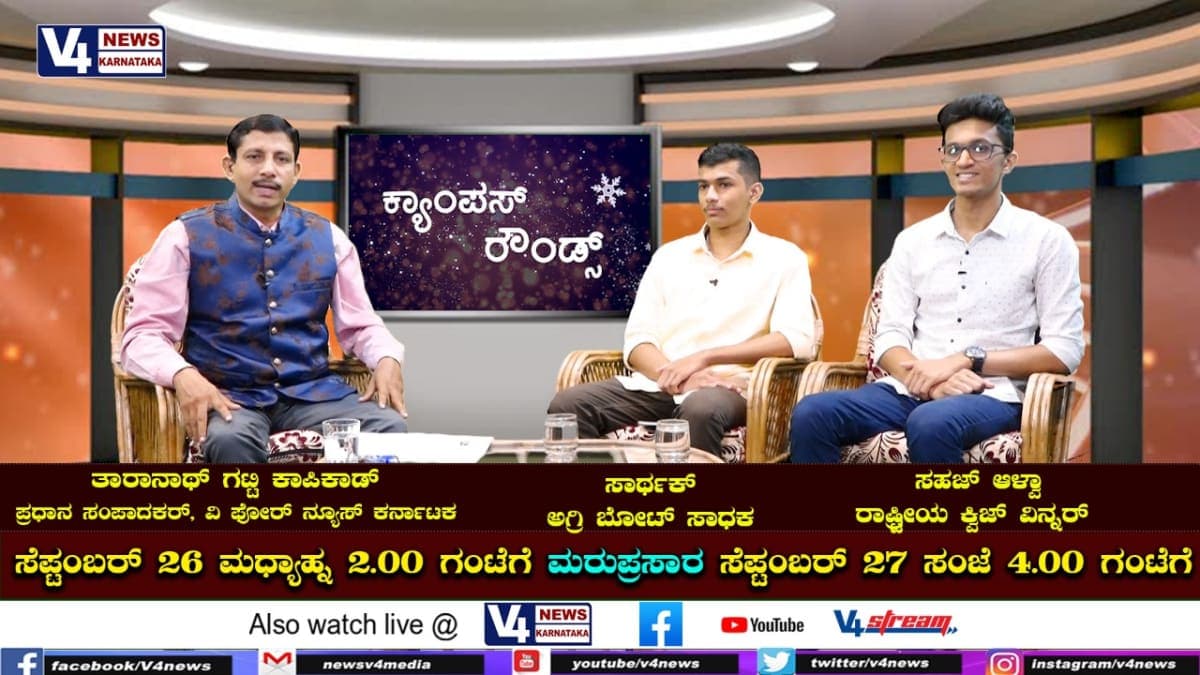 V4 NEWS KARNATAKA
ಕ್ಯಾಂಪಸ್
ರೌಂಡ್ಸ್
ತಾರಾನಾಥ್ ಗಟ್ಟಿ ಕಾಪಿಕಾಡ್
ಪ್ರಧಾನ ಸಂಪಾದಕರ್, ವಿ ಫೋರ್ ನ್ಯೂಸ್ ಕರ್ನಾಟಕ
ಸಾರ್ಥಕ್
ಅಗ್ರಿ ಬೋಟ್ ಸಾಧಕ
ಸಹಜ್ ಆಳ್ವಾ
ರಾಷ್ಟ್ರೀಯ ಕ್ವಿಜ್ ವಿನ್ನರ್
ಸೆಪ್ಟಂಬರ್ 26 ಮಧ್ಯಾಹ್ನ 2.00 ಗಂಟೆಗೆ ಮರುಪ್ರಸಾರ ಸೆಪ್ಟಂಬರ್ 27 ಸಂಜೆ 4.00 ಗಂಟೆಗೆ
Also watch live @ V4 NEWS KARNATAKA f YouTube V4 stream
facebook/V4news newsv4media youtube/v4news twitter/v4news instagram/v4news